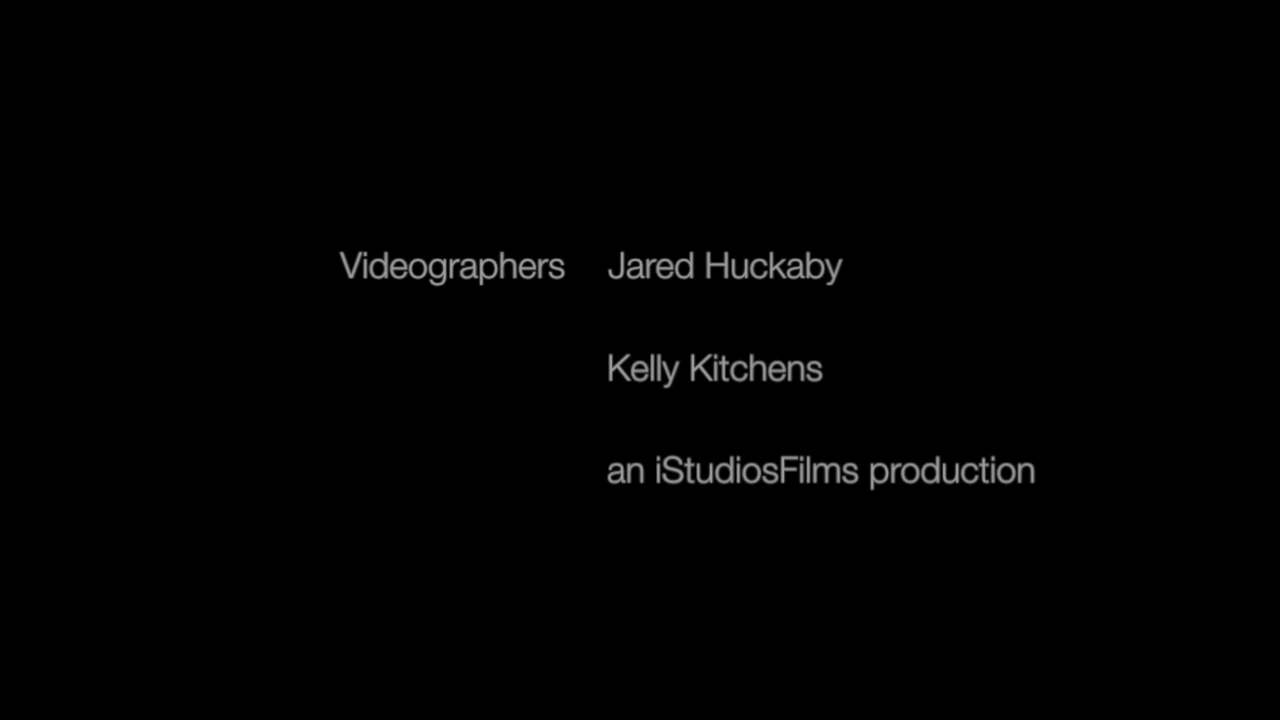 Videographers Jared Huckaby
Kelly Kitchens
an iStudiosFilms production